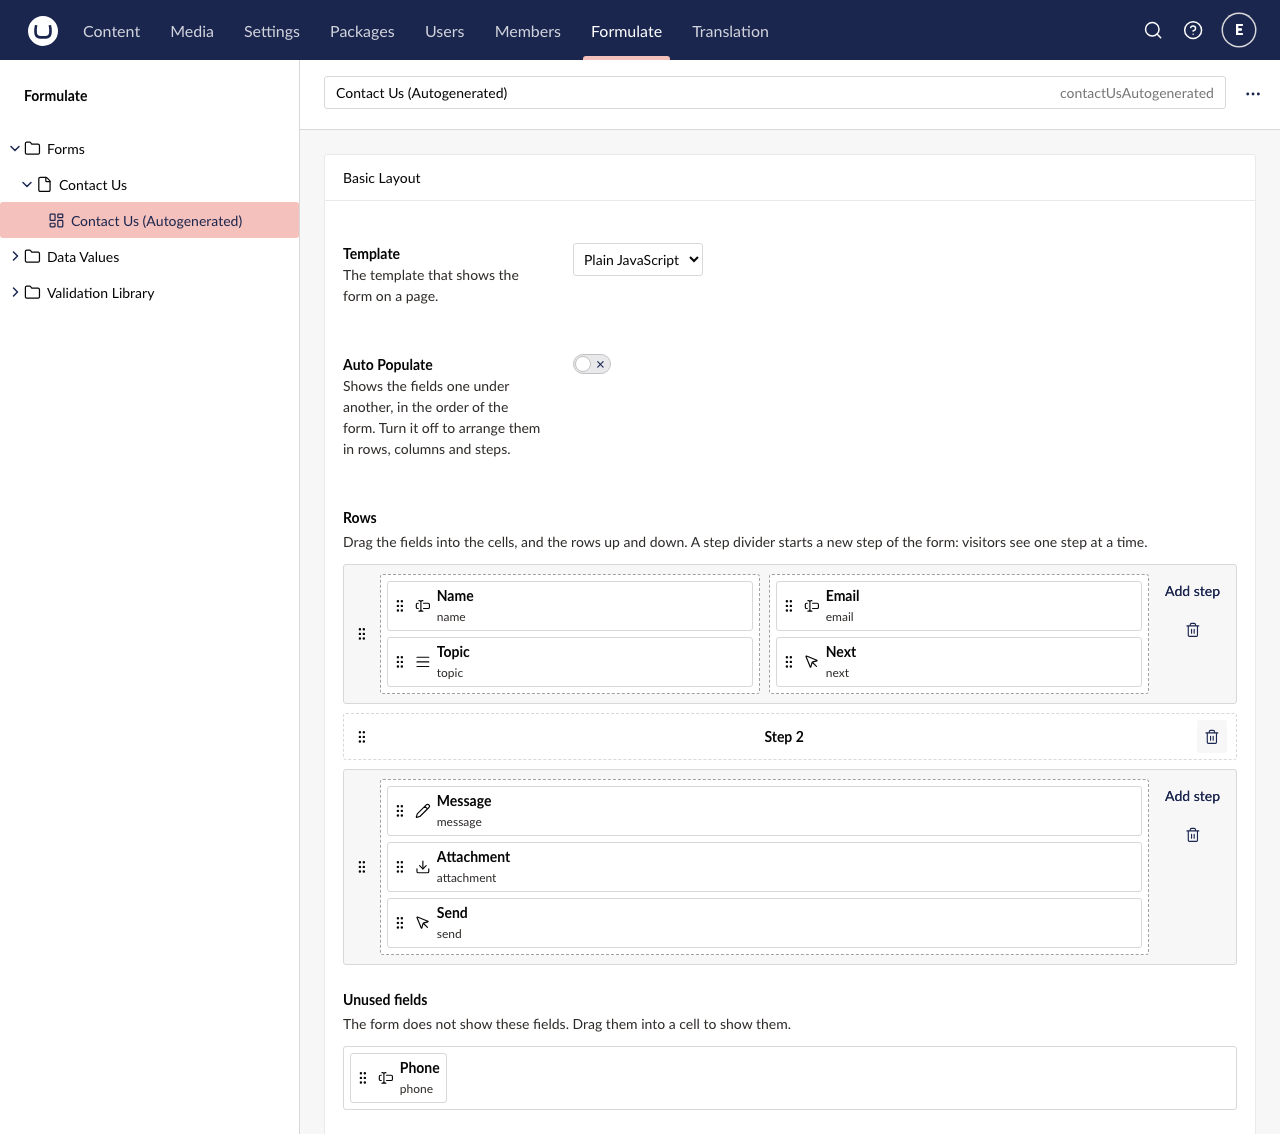 Content
Media
Settings
Packages
Users
Members
Formulate
Translation
E
Formulate
Forms
Contact Us
Contact Us (Autogenerated)
Data Values
Validation Library
Contact Us (Autogenerated)
contactUsAutogenerated
Basic Layout
Template
The template that shows the
form on a page.
Plain JavaScript
Auto Populate
Shows the fields one under
another, in the order of the
form. Turn it off to arrange them
in rows, columns and steps.
Rows
Drag the fields into the cells, and the rows up and down. A step divider starts a new step of the form: visitors see one step at a time.
Name
name
Topic
topic
Email
email
Next
next
Add step
Step 2
Message
message
Attachment
attachment
Send
send
Add step
Unused fields
The form does not show these fields. Drag them into a cell to show them.
Phone
phone